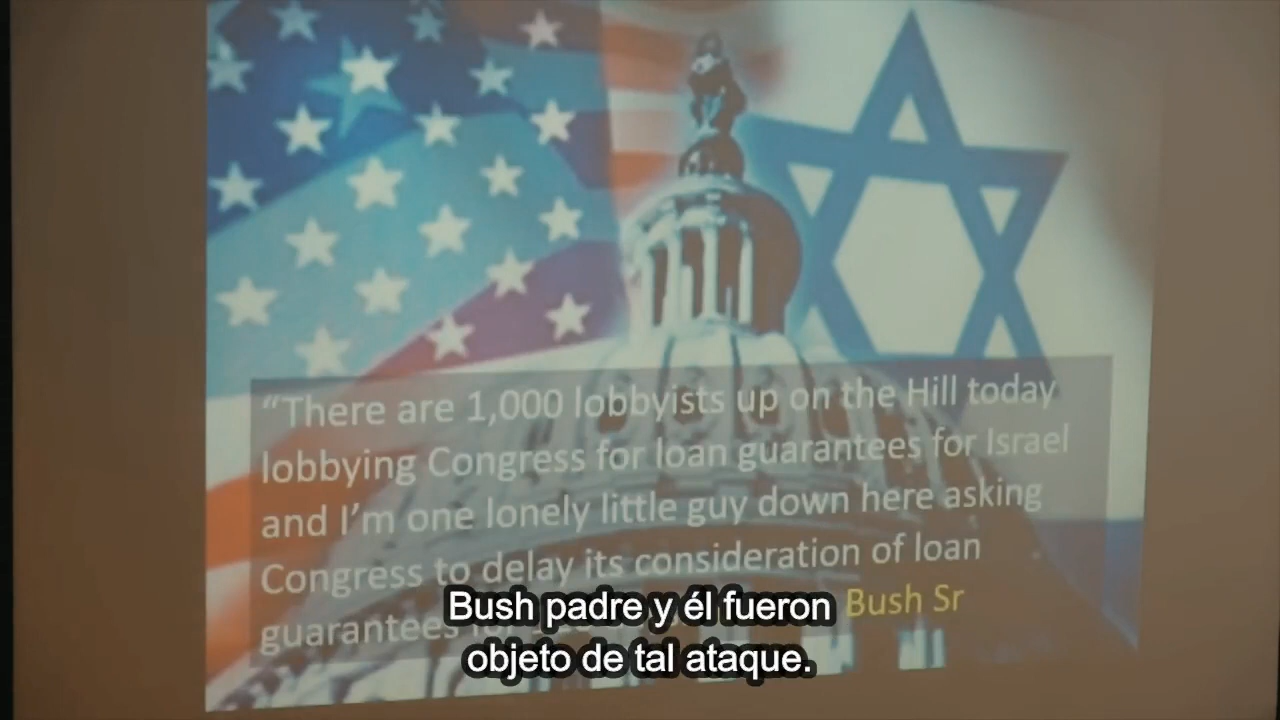 “There are 1,000 lobbyists up on the Hill today
lobbying Congress for loan guarantees for Israel
and I’m one lonely little guy down here asking
Congress to delay its consideration of loan
guarantees
Bush Sr
Bush padre y él fueron
objeto de tal ataque.